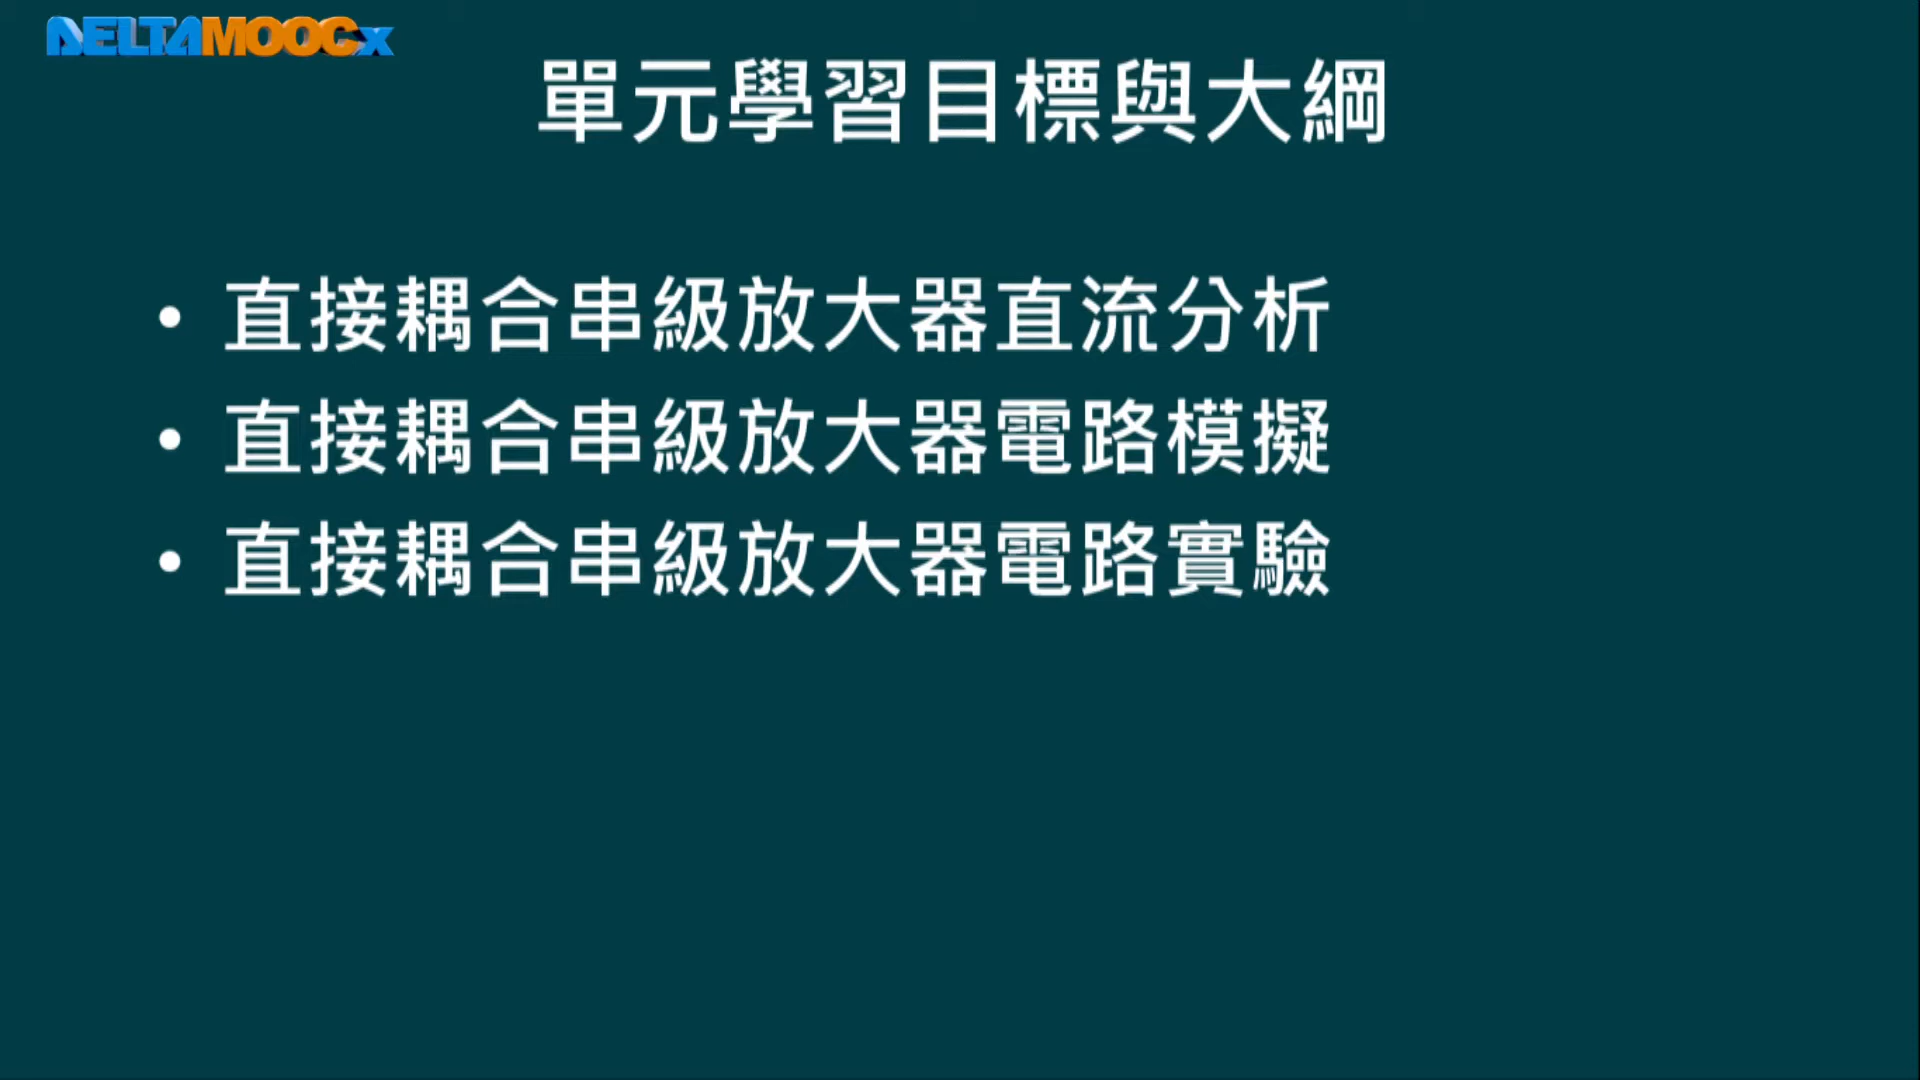 DELTAMOOCx
單元學習目標與大綱
• 直接耦合串級放大器直流分析
• 直接耦合串級放大器電路模擬
• 直接耦合串級放大器電路實驗